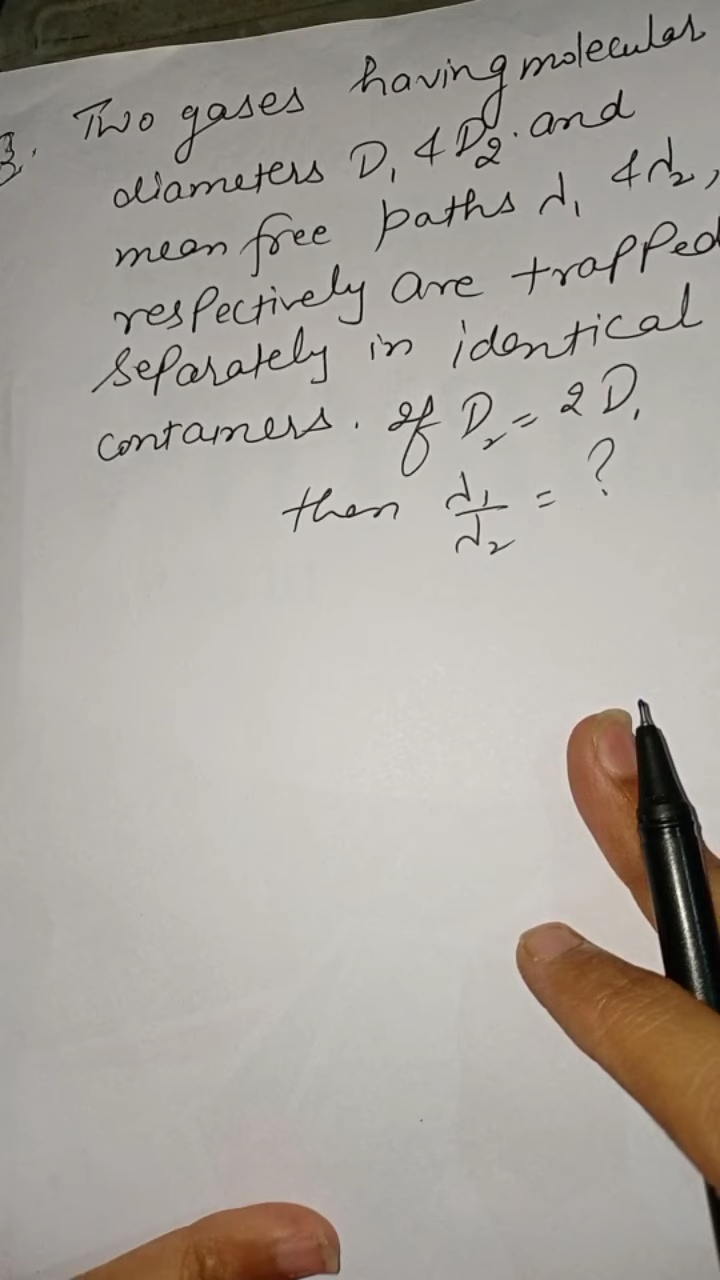 3. Two gases having molecular
diameters D₁ & D₂. and
mean free paths λ₁ & λ₂,
respectively are trapped
separately in identical
containers. If D₂ = 2D₁
then λ₁/λ₂ = ?